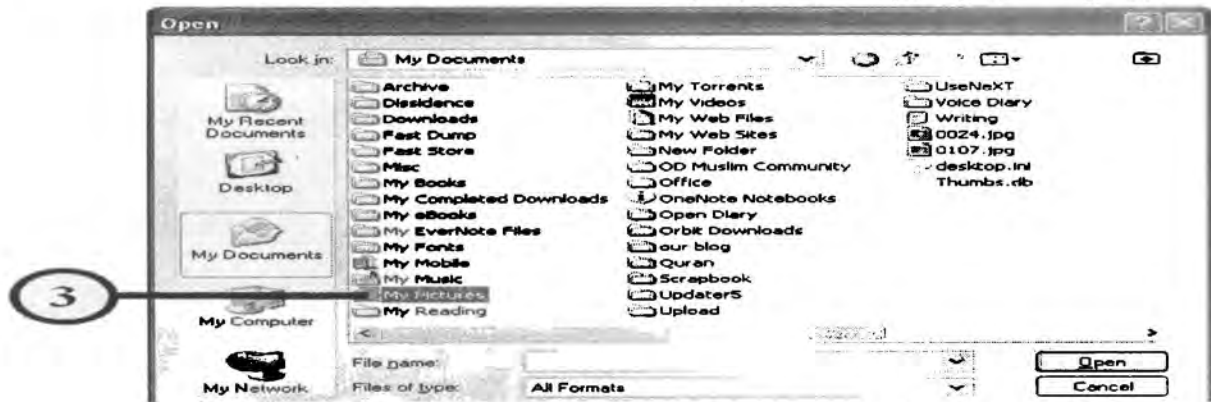 Open
Look in: My Documents
My Recent
Documents
Desktop
My Documents
My Computer
My Network
Archive
Dissidence
Downloads
Fast Dump
Fast Store
Misc
My Books
My Completed Downloads
My eBooks
My EverNote Files
My Fonts
My Mobile
My Music
My Pictures
My Reading
My Torrents
My Videos
My Web Files
My Web Sites
New Folder
OD Muslim Community
Office
OneNote Notebooks
Open Diary
Orbit Downloads
our blog
Quran
Scrapbook
Updater5
Upload
UseNeXT
Voice Diary
Writing
0024.jpg
0107.jpg
desktop.ini
Thumbs.db
3
File name:
Open
Files of type: All Formats
Cancel